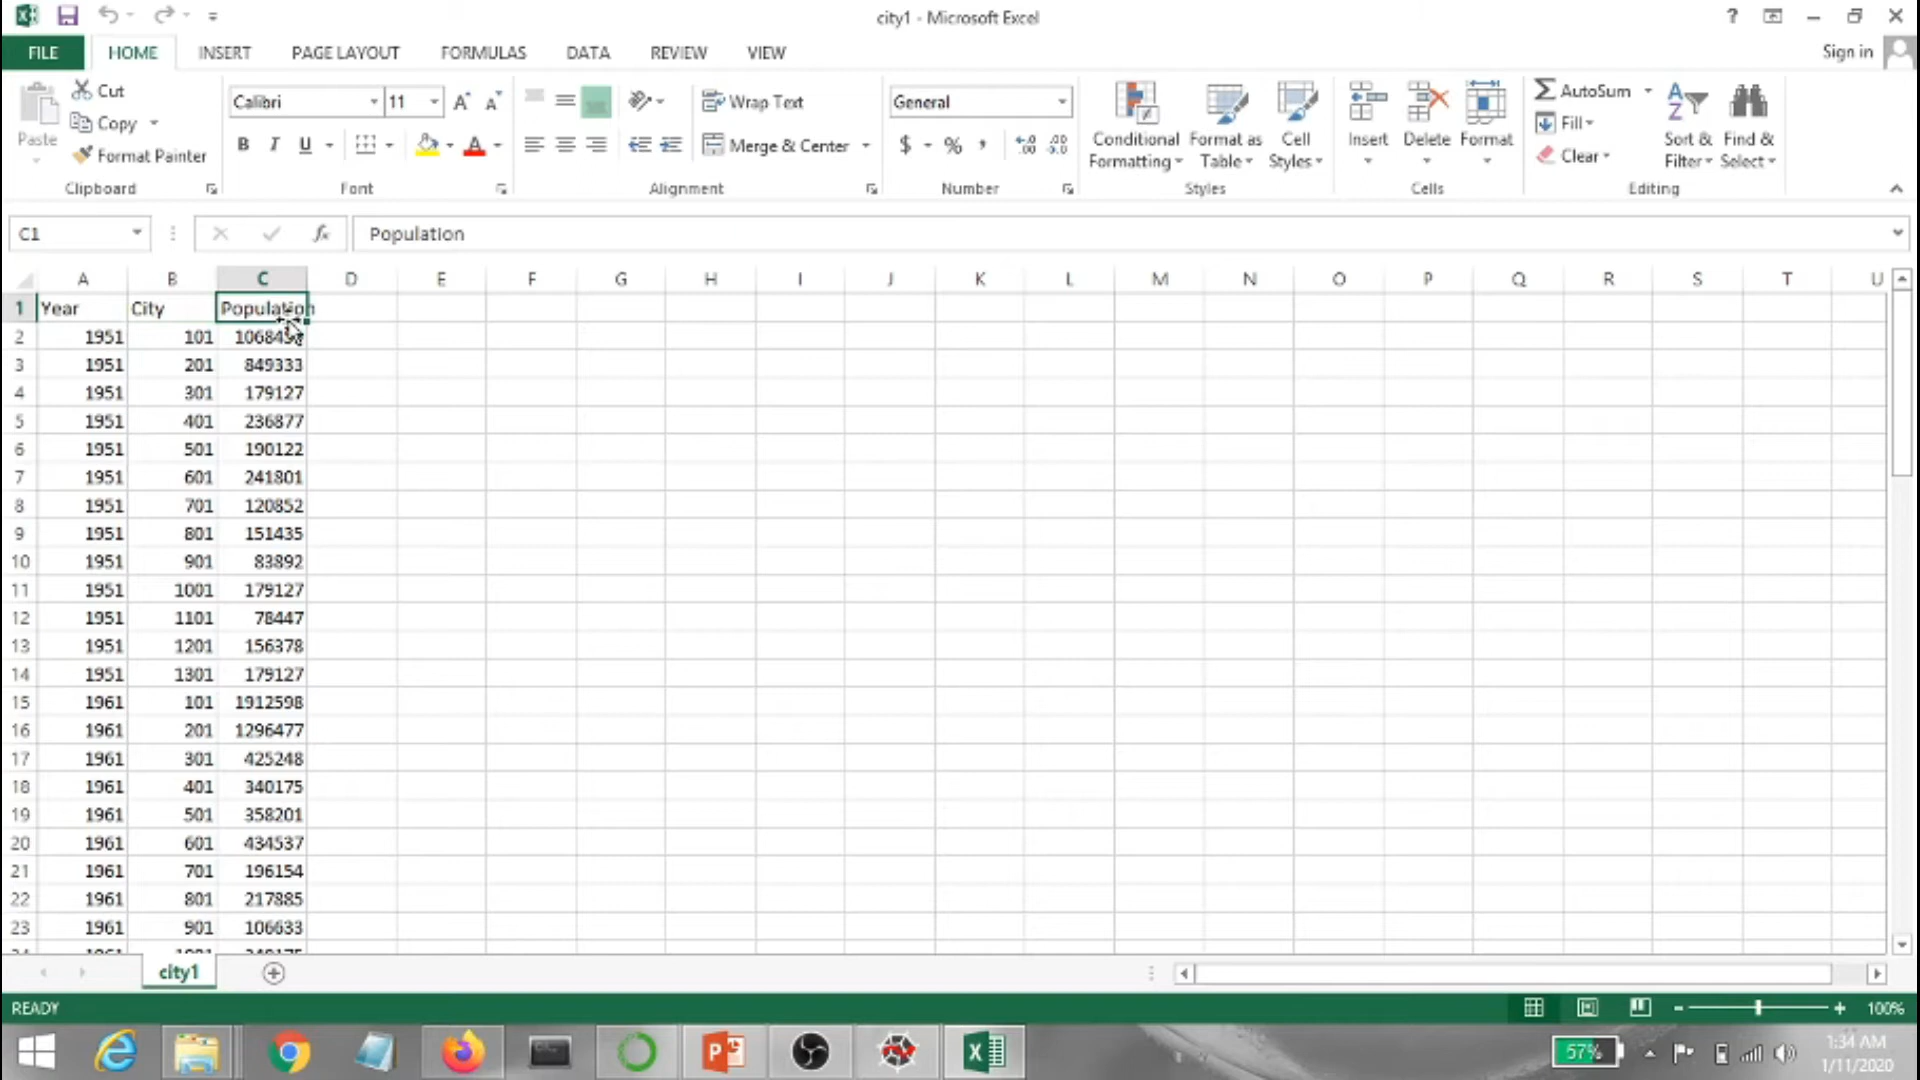 city1 - Microsoft Excel
FILE HOME INSERT PAGE LAYOUT FORMULAS DATA REVIEW VIEW Sign in
Paste Cut Copy Format Painter Clipboard
Calibri 11 B I U A Font
Wrap Text Merge & Center Alignment
General $ % , Number
Conditional Formatting Format as Table Cell Styles Styles
Insert Delete Format Cells
AutoSum Fill Clear Sort & Filter Find & Select Editing
C1 fx Population
A B C D E F G H I J K L M N O P Q R S T U
1 Year City Population
2 1951 101
3 1951 201 849333
4 1951 301 179127
5 1951 401 236877
6 1951 501 190122
7 1951 601 241801
8 1951 701 120852
9 1951 801 151435
10 1951 901 83892
11 1951 1001 179127
12 1951 1101 78447
13 1951 1201 156378
14 1951 1301 179127
15 1961 101 1912598
16 1961 201 1296477
17 1961 301 425248
18 1961 401 340175
19 1961 501 358201
20 1961 601 434537
21 1961 701 196154
22 1961 801 217885
23 1961 901 106633
city1
READY 100%
57% 1:34 AM
1/11/2020